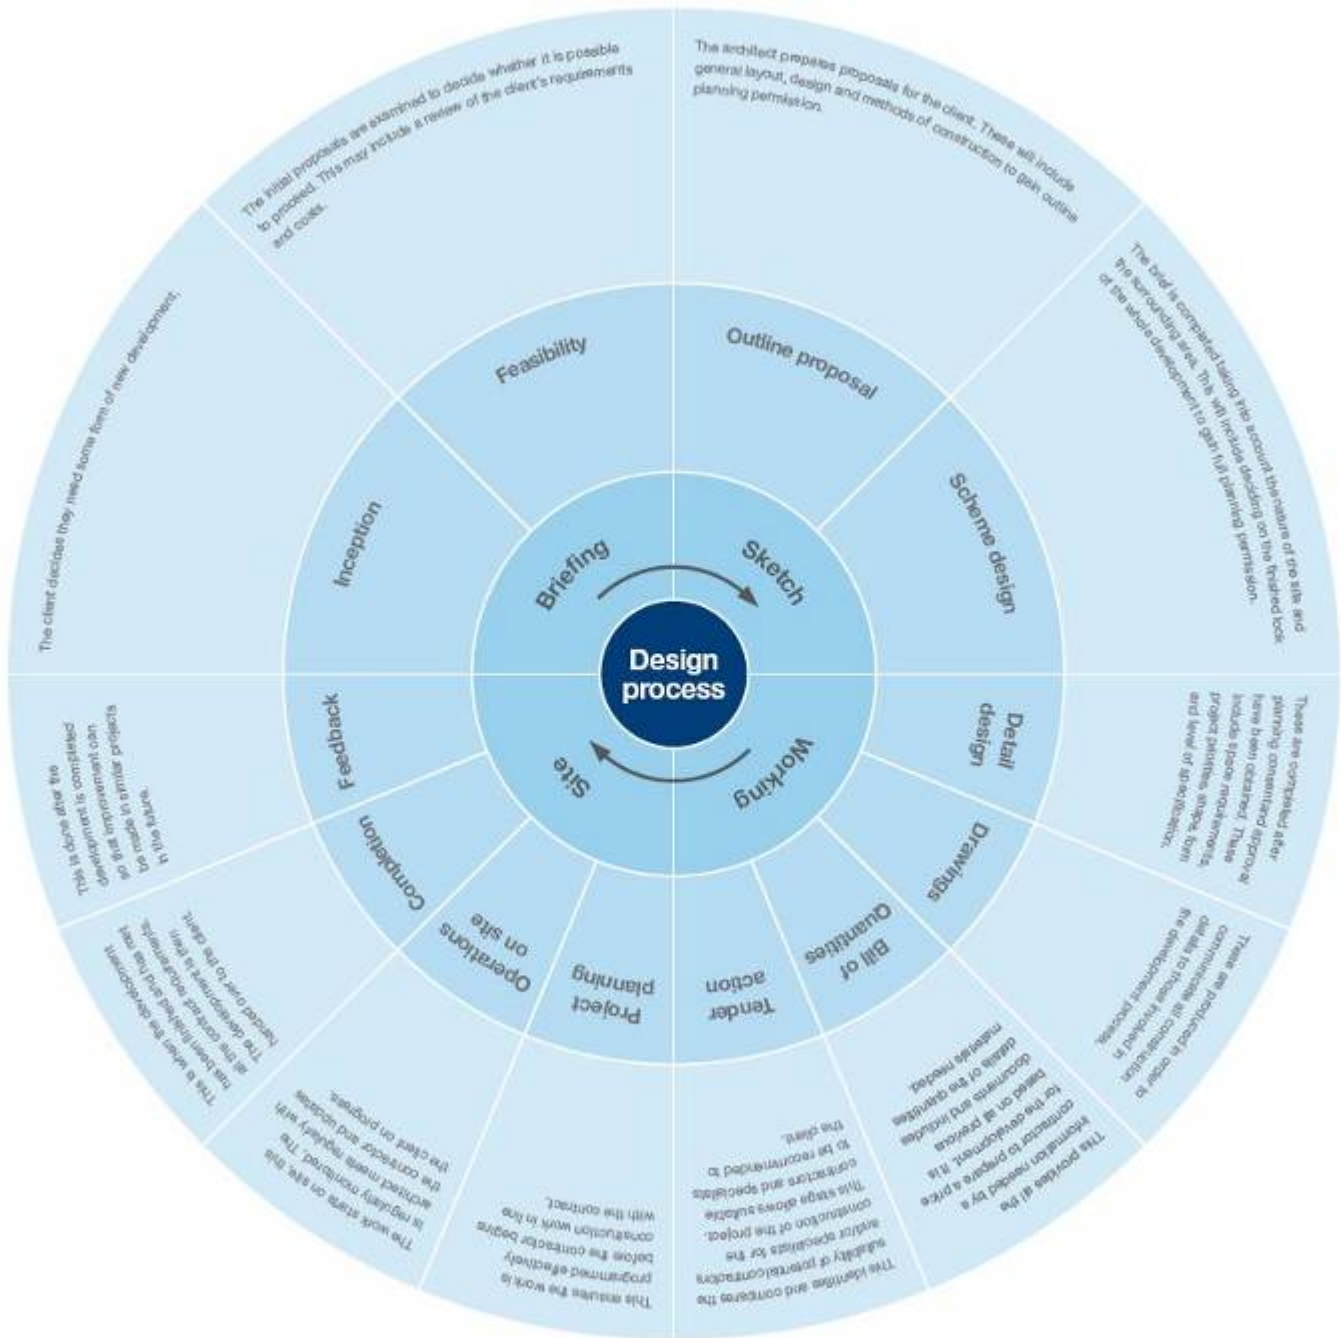 Design
process
Briefing
Inception
The client decides they need some form of new development.
Feasibility
The initial proposals are examined to decide whether it is possible
to proceed. This may include a review of the client's requirements
and costs.
Sketch
Outline proposal
The architect prepares proposals for the client. These will include
general layout, design and methods of construction to gain outline
planning permission.
Scheme design
The brief is completed taking into account the nature of the site and
the surrounding area. This will include deciding on the finished look
of the whole development to gain full planning permission.
Working
Detail
design
These are completed after
planning consent and approval
have been obtained. These
include space requirements,
project priorities, shape, form
and level of specification.
Drawings
These are produced in order to
communicate all construction
details to those involved in
the development process.
Bill of
Quantities
This provides all the
information needed by a
contractor to prepare a price
for the development. It is
based on all previous
documents and includes
details of the quantities
materials needed.
Tender
action
This identifies and compares the
suitability of potential contractors
and/or specialists for the
construction of the project.
This stage allows suitable
contractors and specialists
to be recommended to
the client.
Site
Project
planning
This ensures the work is
programmed effectively
before the contractor begins
construction work in line
with the contract.
Operations
on site
The work starts on site, this
is regularly monitored. The
architect meets regularly with
the contractor and updates
the client on progress.
Completion
This is when the development
has been finished and has met
all the contract requirements.
The development is then
handed over to the client.
Feedback
This is done after the
development is completed
so that improvement can
be made in similar projects
in the future.